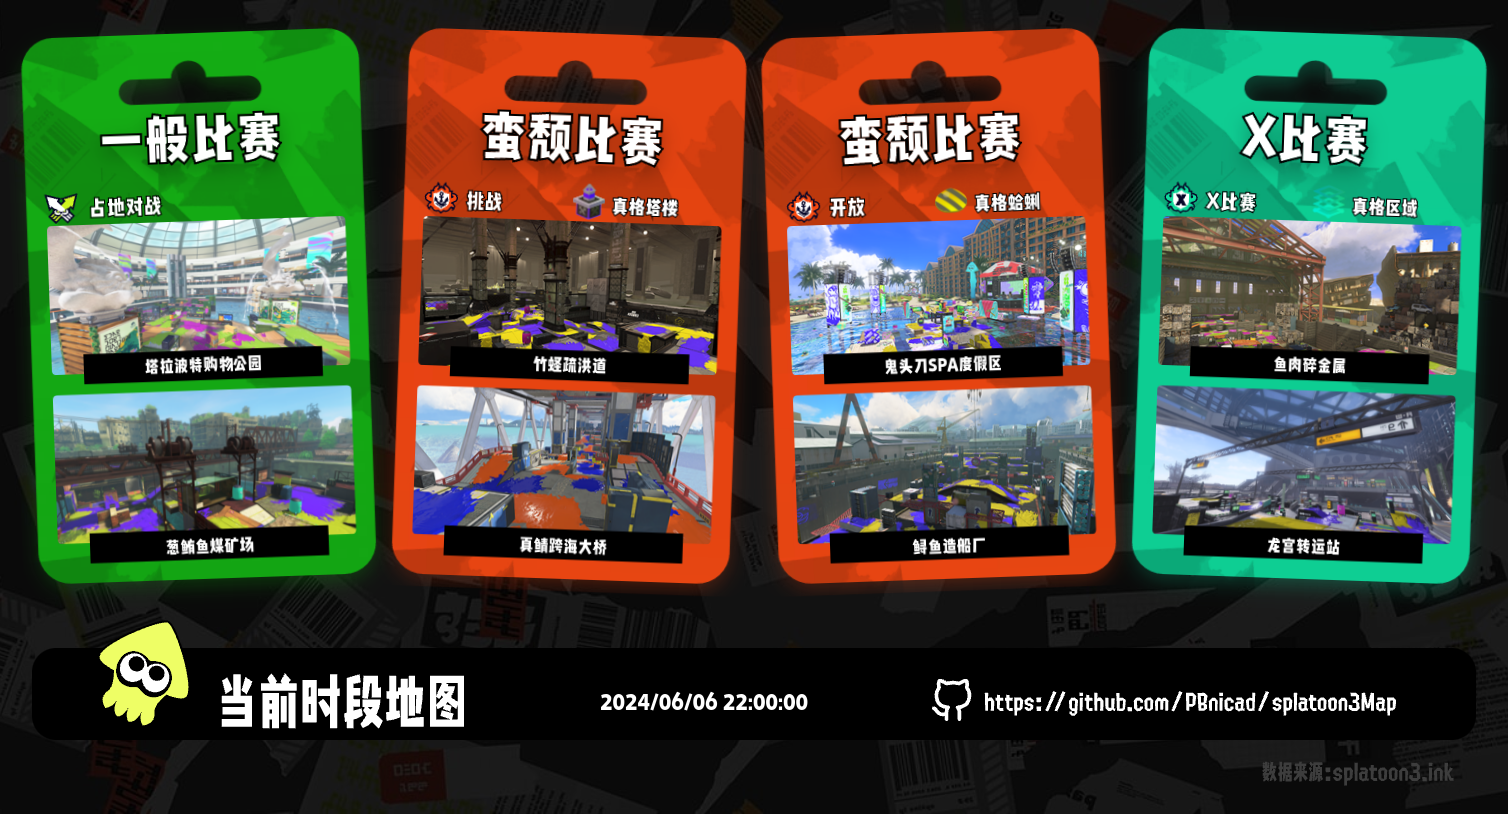 一般比赛
占地对战
塔拉波特购物公园
葱鲔鱼煤矿场
蛮颓比赛
挑战
真格塔楼
竹蛏疏洪道
真鲭跨海大桥
蛮颓比赛
开放
真格蛤蜊
鬼头刀SPA度假区
鲟鱼造船厂
X比赛
X比赛
真格区域
鱼肉碎金属
龙宫转运站
当前时段地图
2024/06/06 22:00:00
https://github.com/PBnicad/splatoon3Map
数据来源:splatoon3.ink